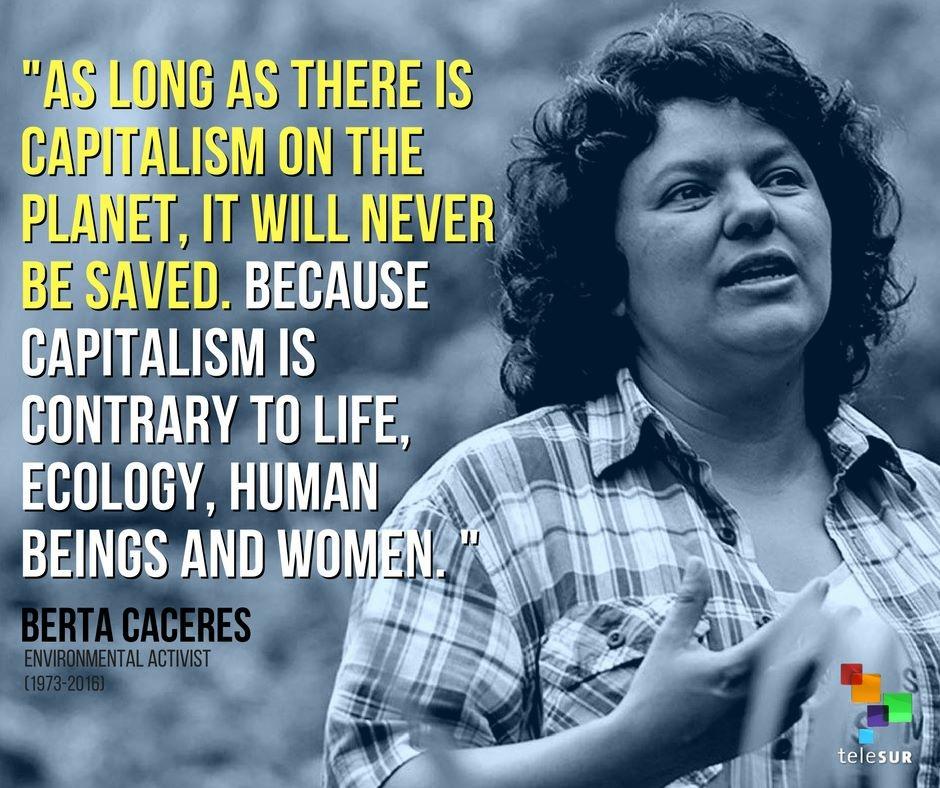 "AS LONG AS THERE IS
CAPITALISM ON THE
PLANET, IT WILL NEVER
BE SAVED. BECAUSE
CAPITALISM IS
CONTRARY TO LIFE,
ECOLOGY, HUMAN
BEINGS AND WOMEN. "
BERTA CACERES
ENVIRONMENTAL ACTIVIST
(1973-2016)
teleSUR